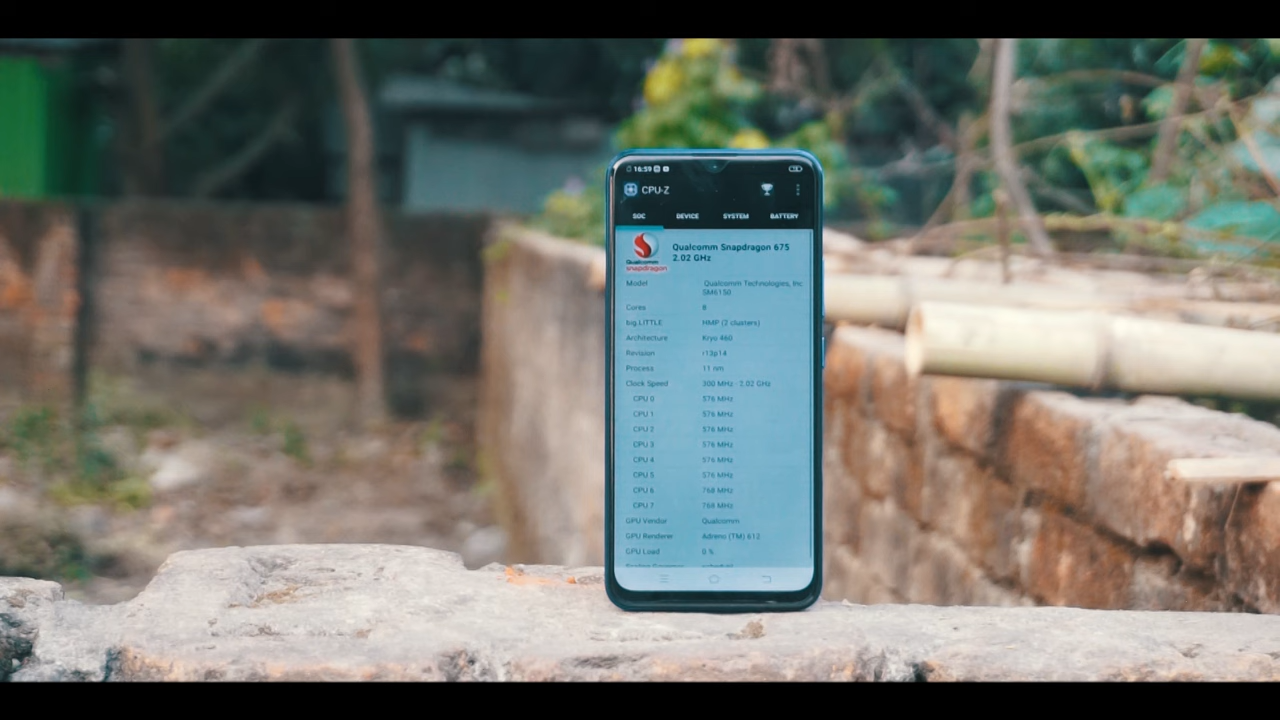 16:59
CPU-Z
SOC DEVICE SYSTEM BATTERY
Qualcomm
snapdragon
Qualcomm Snapdragon 675
2.02 GHz
Model Qualcomm Technologies, Inc
SM6150
Cores 8
big.LITTLE HMP (2 clusters)
Architecture Kryo 460
Revision r13p14
Process 11 nm
Clock Speed 300 MHz - 2.02 GHz
CPU 0 576 MHz
CPU 1 576 MHz
CPU 2 576 MHz
CPU 3 576 MHz
CPU 4 576 MHz
CPU 5 576 MHz
CPU 6 768 MHz
CPU 7 768 MHz
GPU Vendor Qualcomm
GPU Renderer Adreno (TM) 612
GPU Load 0 %